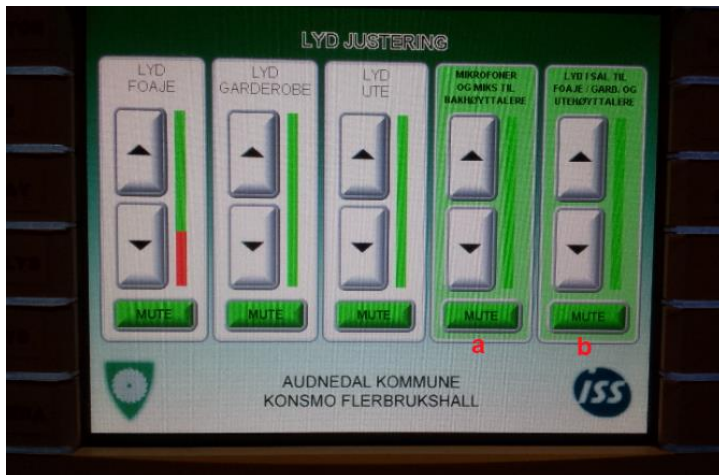 LYD JUSTERING
LYD
FOAJE
LYD
GARDEROBE
LYD
UTE
MIKROFONER
OG MIKS TIL
BAKHØYTTALERE
LYD I SAL TIL
FOAJE / GARD. OG
UTEHØYTTALERE
MUTE
MUTE
MUTE
MUTE
MUTE
a
b
AUDNEDAL KOMMUNE
KONSMO FLERBRUKSHALL
ISS